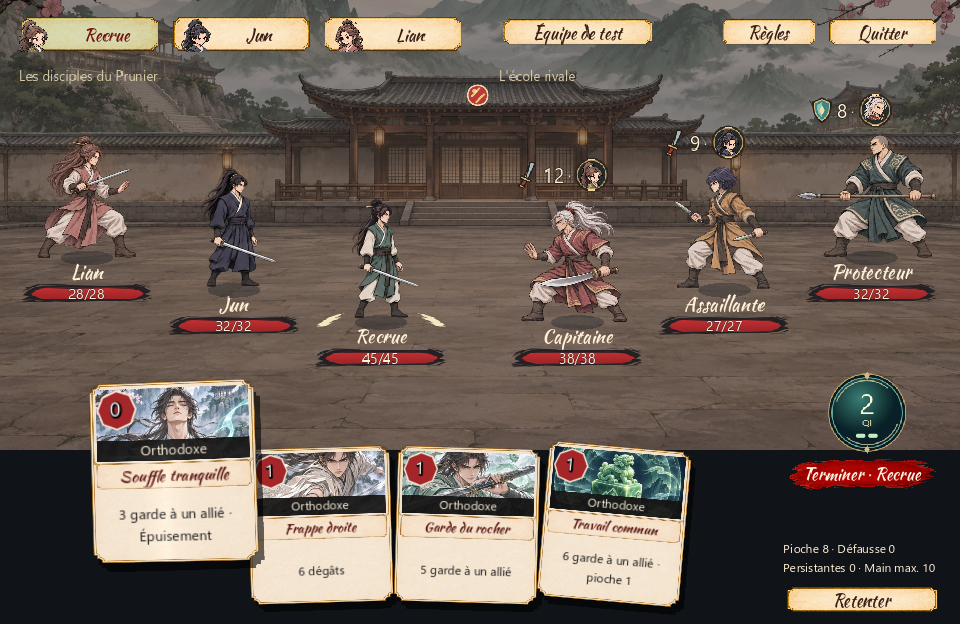 Recrue
Jun
Lian
Équipe de test
Règles
Quitter
Les disciples du Prunier
L'école rivale
8 ·
9 ·
12 ·
Lian
28/28
Jun
32/32
Recrue
45/45
Capitaine
38/38
Assaillante
27/27
Protecteur
32/32
0
Orthodoxe
Souffle tranquille
3 garde à un allié ·
Épuisement
1
Orthodoxe
Frappe droite
6 dégâts
1
Orthodoxe
Garde du rocher
5 garde à un allié
1
Orthodoxe
Travail commun
6 garde à un allié ·
pioche 1
2
QI
Terminer · Recrue
Pioche 8 · Défausse 0
Persistantes 0 · Main max. 10
Retenter